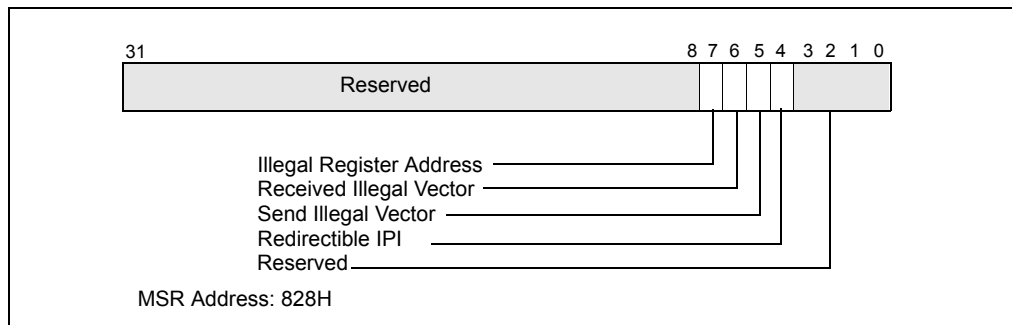 31 8 7 6 5 4 3 2 1 0
Reserved
Illegal Register Address
Received Illegal Vector
Send Illegal Vector
Redirectible IPI
Reserved
MSR Address: 828H